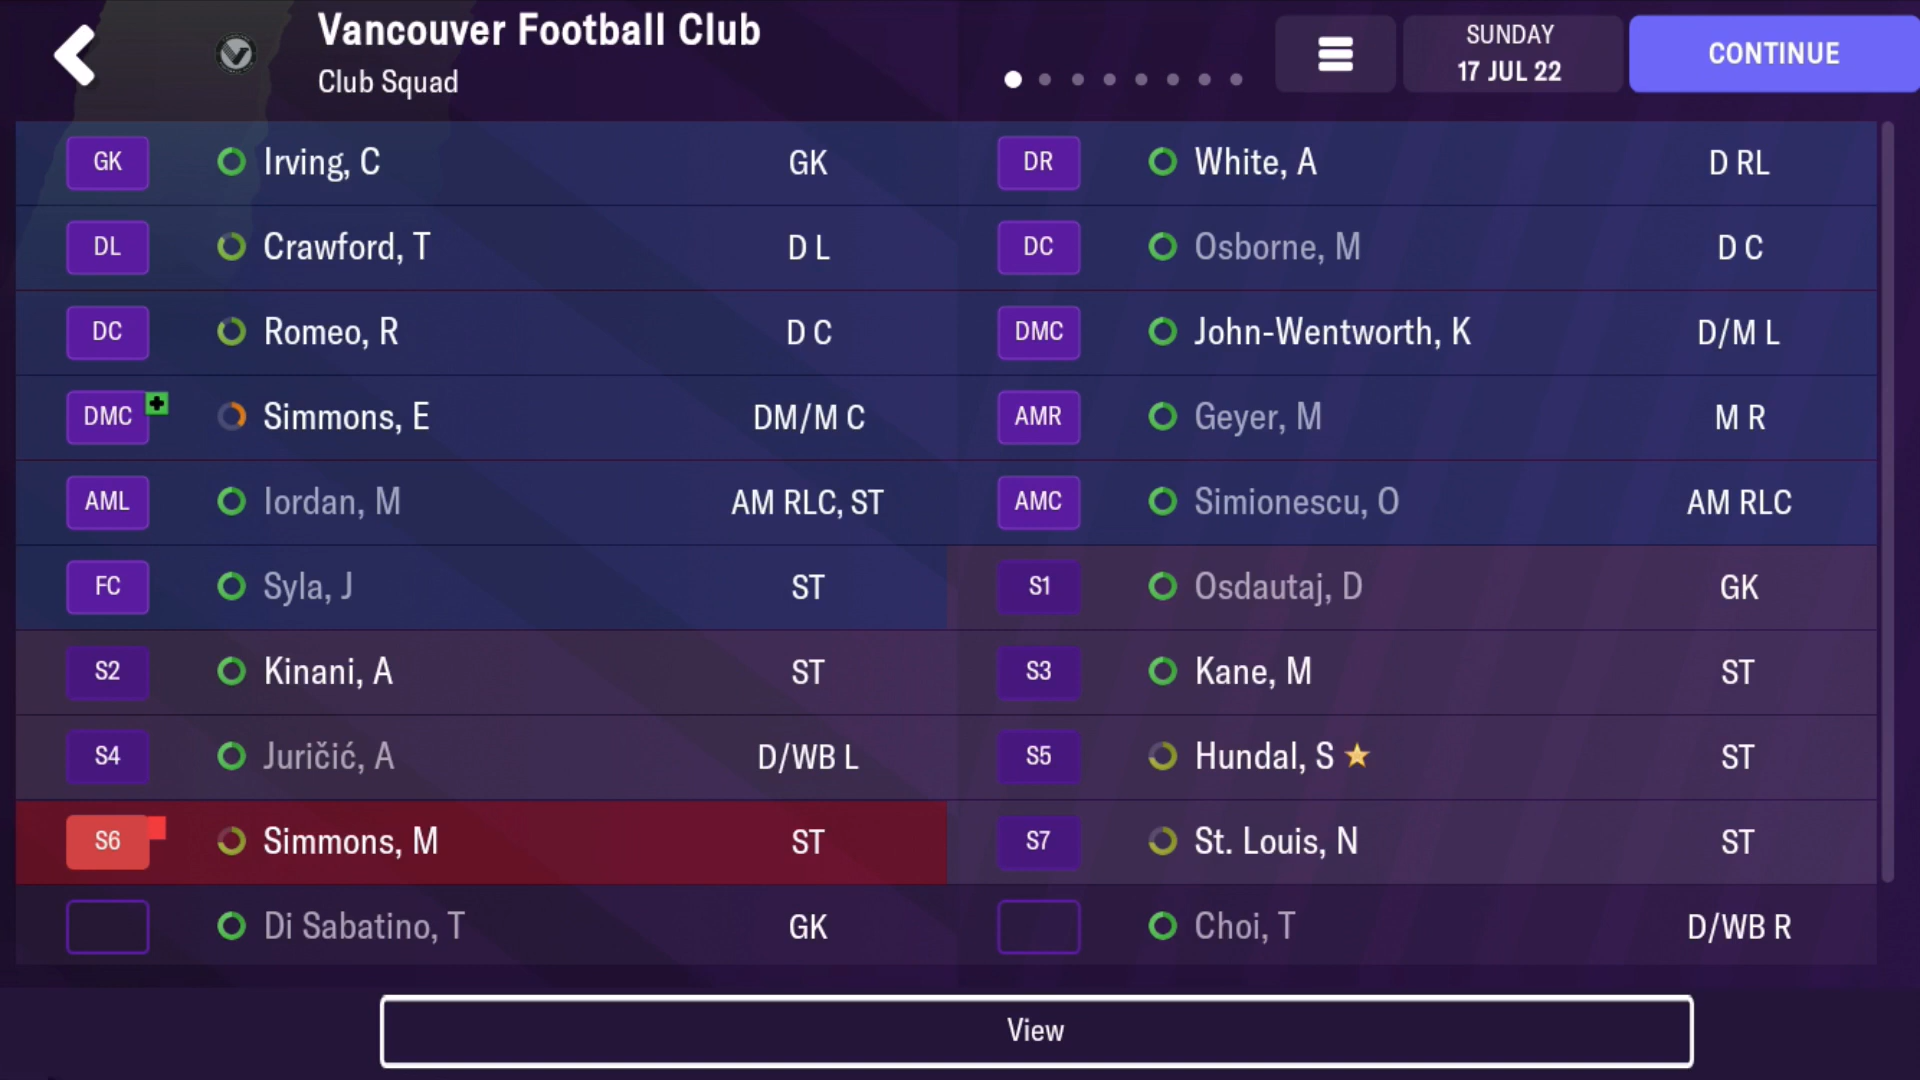 Vancouver Football Club
Club Squad
SUNDAY
17 JUL 22
CONTINUE
GK Irving, C GK
DR White, A D RL
DL Crawford, T D L
DC Osborne, M D C
DC Romeo, R D C
DMC John-Wentworth, K D/M L
DMC Simmons, E DM/M C
AMR Geyer, M M R
AML Iordan, M AM RLC, ST
AMC Simionescu, O AM RLC
FC Syla, J ST
S1 Osdautaj, D GK
S2 Kinani, A ST
S3 Kane, M ST
S4 Juričić, A D/WB L
S5 Hundal, S ST
S6 Simmons, M ST
S7 St. Louis, N ST
Di Sabatino, T GK
Choi, T D/WB R
View